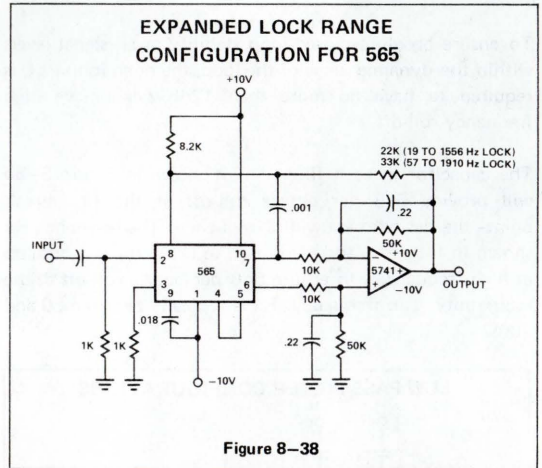 EXPANDED LOCK RANGE
CONFIGURATION FOR 565
+10V
8.2K
22K (19 TO 1556 Hz LOCK)
33K (57 TO 1910 Hz LOCK)
.001
.22
50K
INPUT
2
8
10
7
565
3
9
1
4
5
6
10K
10K
+10V
5741
−10V
OUTPUT
.018
1K
1K
.22
50K
−10V
Figure 8–38